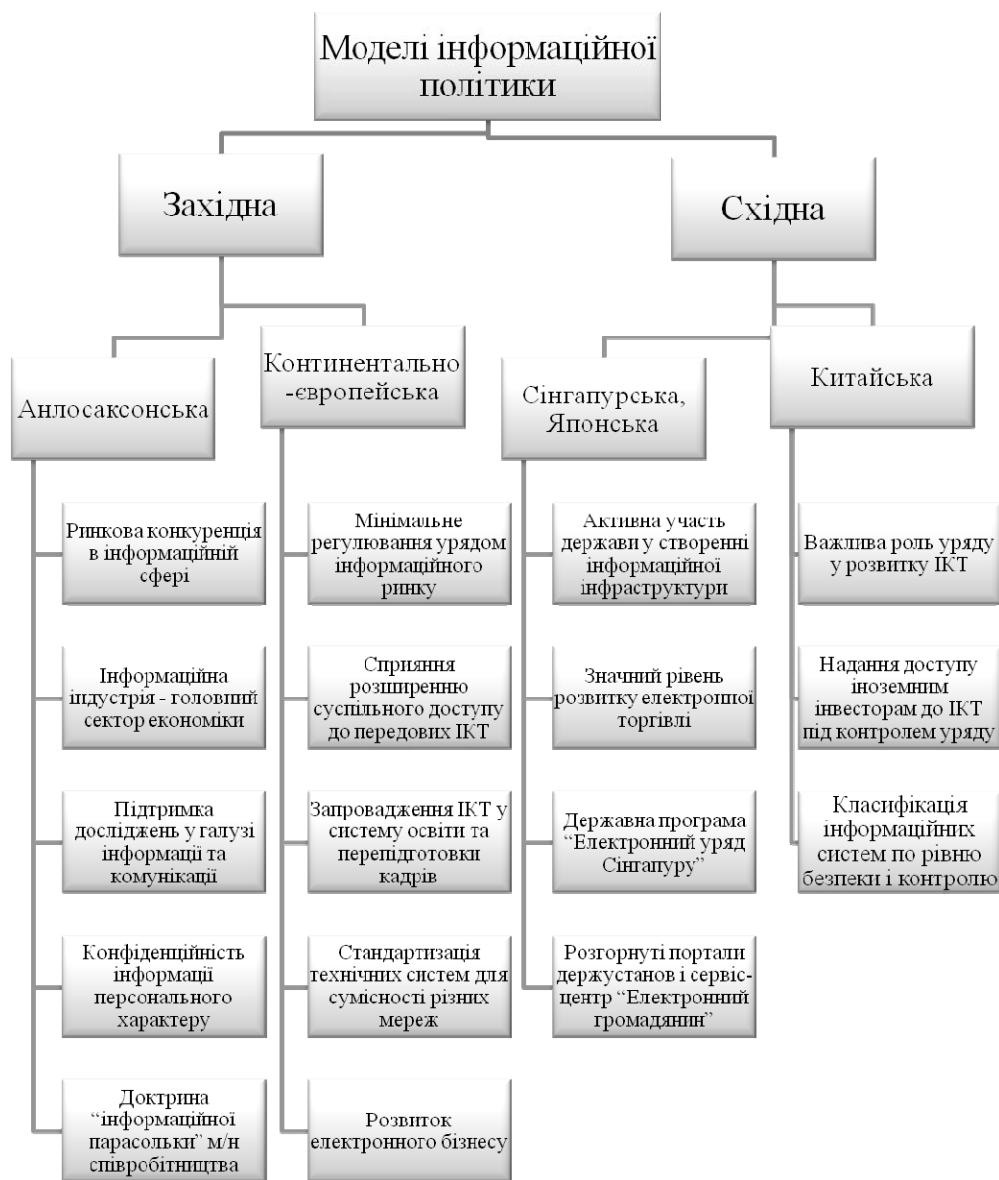 Моделі інформаційної
політики
Західна
Східна
Анлосаксонська
Континентально
-європейська
Сінгапурська,
Японська
Китайська
Ринкова конкуренція
в інформаційній
сфері
Інформаційна
індустрія - головний
сектор економіки
Підтримка
досліджень у галузі
інформації та
комунікації
Конфіденційність
інформації
персонального
характеру
Доктрина
“інформаційної
парасольки” м/н
співробітництва
Мінімальне
регулювання урядом
інформаційного
ринку
Сприяння
розширенню
суспільного доступу
до передових ІКТ
Запровадження ІКТ у
систему освіти та
перепідготовки
кадрів
Стандартизація
технічних систем для
сумісності різних
мереж
Розвиток
електронного бізнесу
Активна участь
держави у створенні
інформаційної
інфраструктури
Значний рівень
розвитку електронної
торгівлі
Державна програма
“Електронний уряд
Сінгапуру”
Розгорнуті портали
держустанов і сервіс-
центр “Електронний
громадянин”
Важлива роль уряду
у розвитку ІКТ
Надання доступу
іноземним
інвесторам до ІКТ
під контролем уряду
Класифікація
інформаційних
систем по рівню
безпеки і контролю